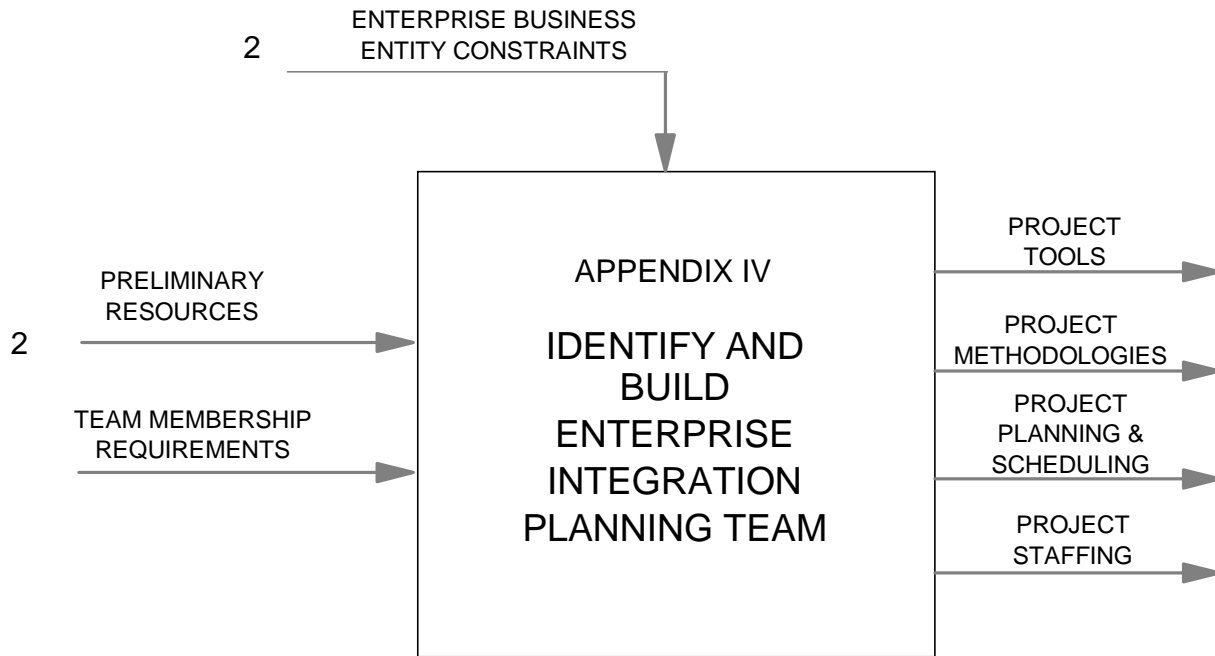 ENTERPRISE BUSINESS
ENTITY CONSTRAINTS
2
PRELIMINARY
RESOURCES
2
TEAM MEMBERSHIP
REQUIREMENTS
APPENDIX IV
IDENTIFY AND
BUILD
ENTERPRISE
INTEGRATION
PLANNING TEAM
PROJECT
TOOLS
PROJECT
METHODOLOGIES
PROJECT
PLANNING &
SCHEDULING
PROJECT
STAFFING